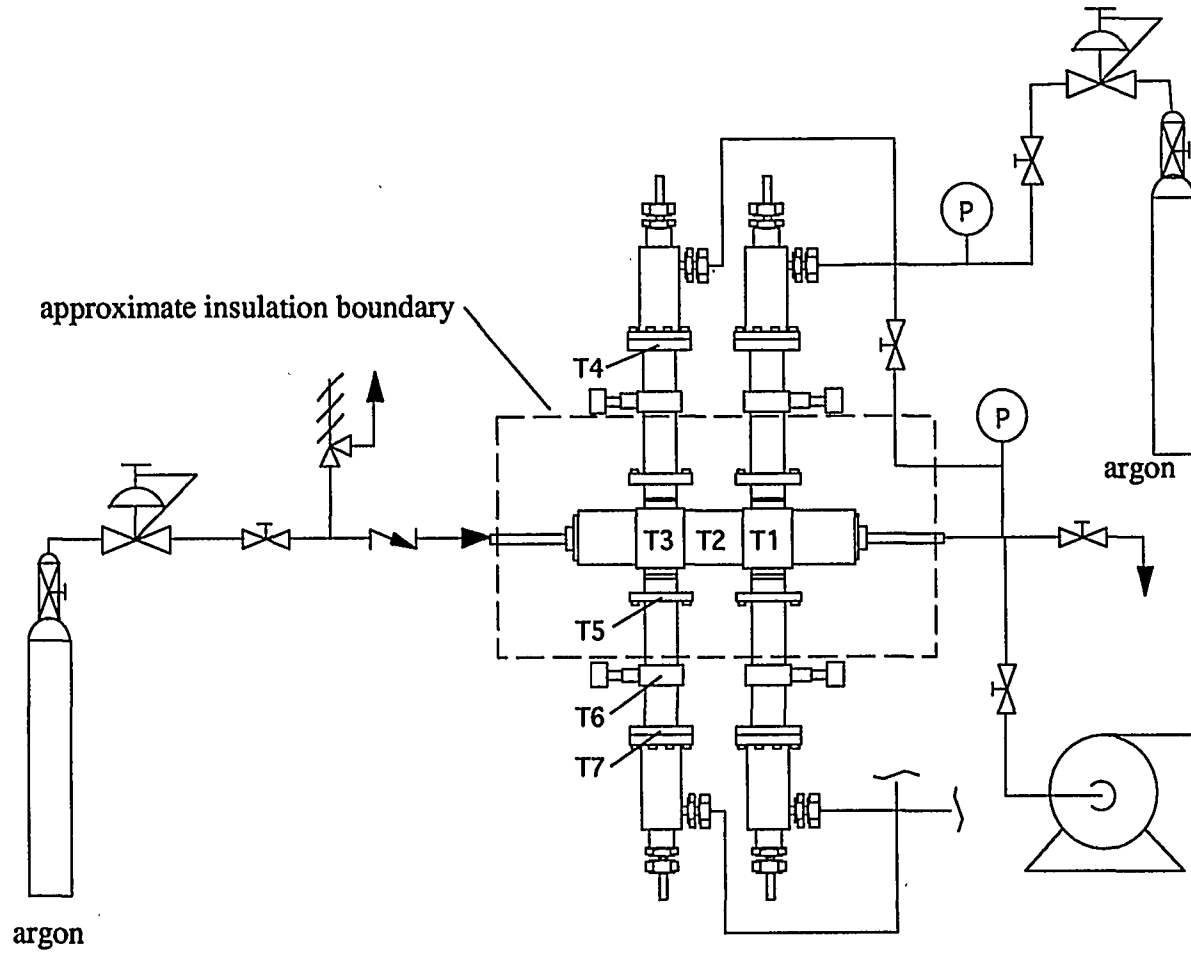 P
approximate insulation boundary
T4
P
argon
T3 T2 T1
T5
T6
T7
argon